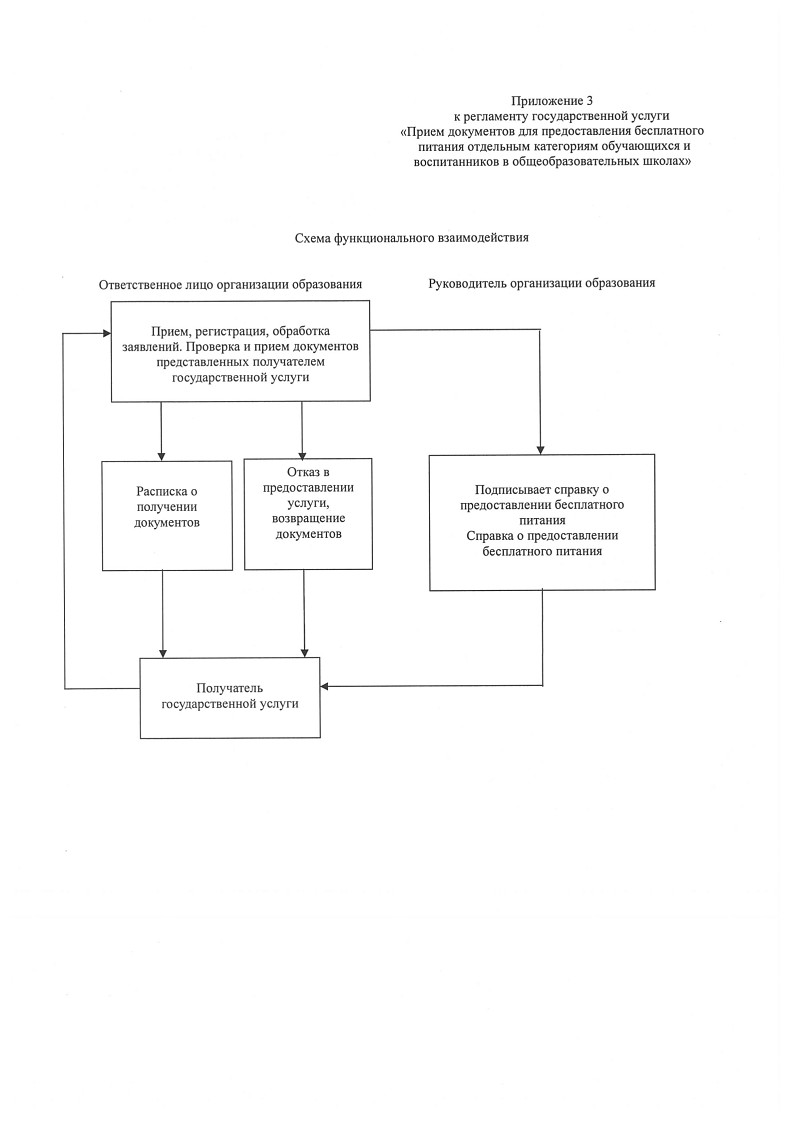 Приложение 3
к регламенту государственной услуги
«Прием документов для предоставления бесплатного
питания отдельным категориям обучающихся и
воспитанников в общеобразовательных школах»
Схема функционального взаимодействия
Ответственное лицо организации образования
Руководитель организации образования
Прием, регистрация, обработка
заявлений. Проверка и прием документов
представленных получателем
государственной услуги
Расписка о
получении
документов
Отказ в
предоставлении
услуги,
возвращение
документов
Подписывает справку о
предоставлении бесплатного
питания
Справка о предоставлении
бесплатного питания
Получатель
государственной услуги